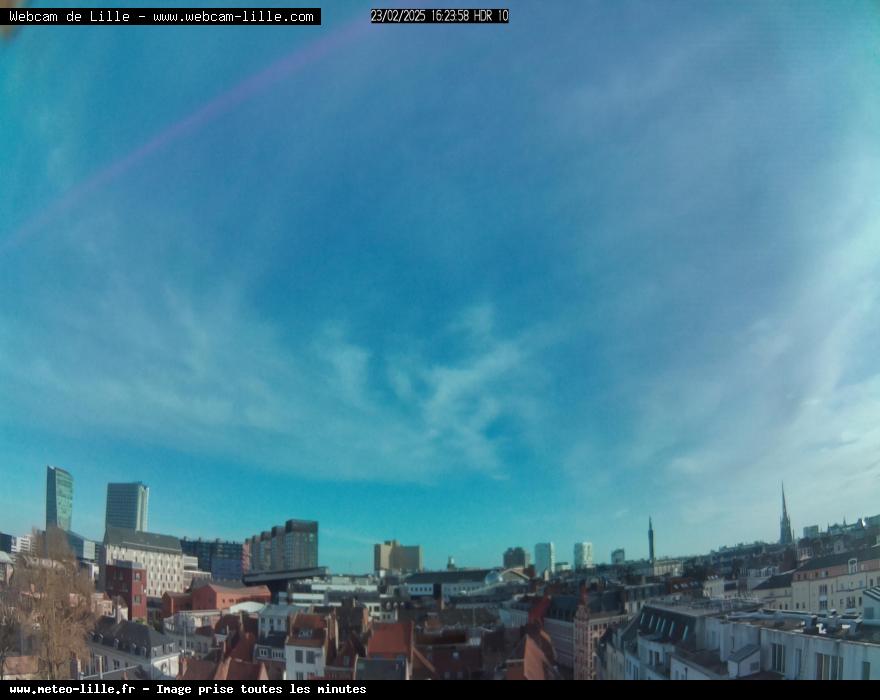 Webcam de Lille - www.webcam-lille.com
23/02/2025 16:23:58 HDR 10
www.meteo-lille.fr - Image prise toutes les minutes